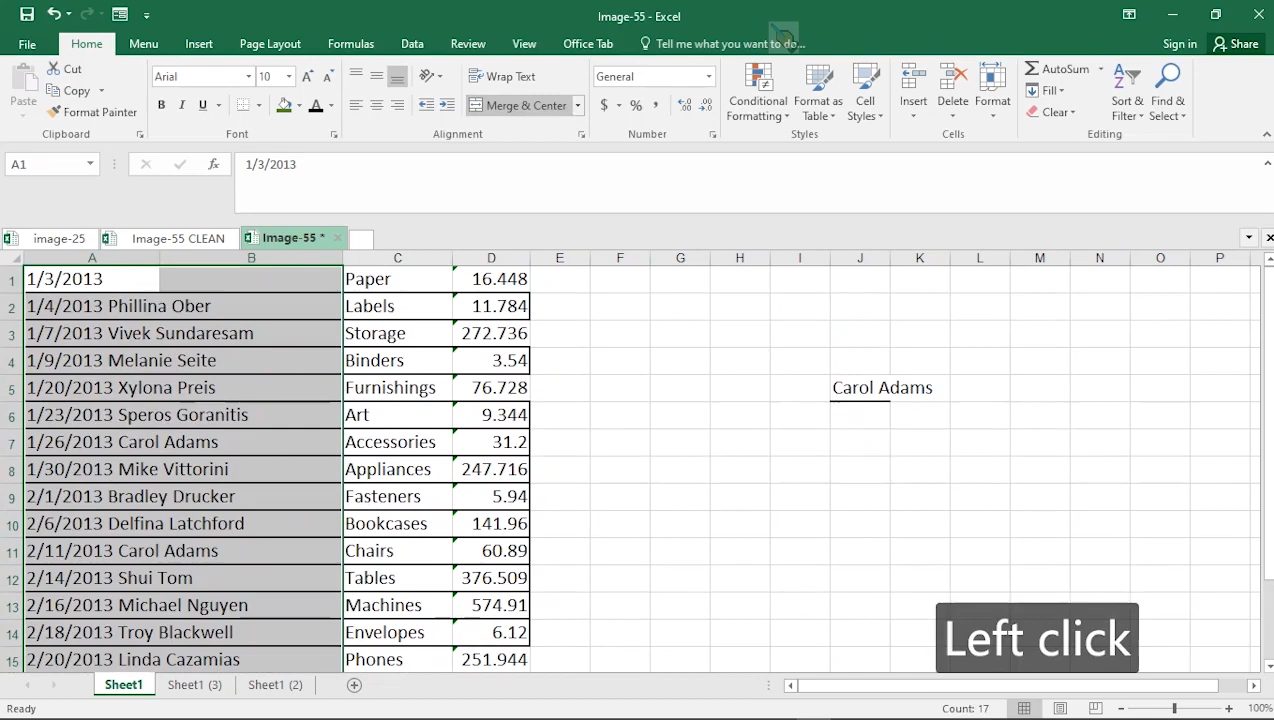 Image-55 - Excel
File Home Menu Insert Page Layout Formulas Data Review View Office Tab Tell me what you want to do... Sign in Share
Paste Cut Copy Format Painter Clipboard
Arial 10 A A B I U A Font
Wrap Text Merge & Center Alignment
General $ % , .00 Number
Conditional Formatting Format as Table Cell Styles Styles
Insert Delete Format Cells
AutoSum Fill Clear Sort & Filter Find & Select Editing
A1 fx 1/3/2013
image-25 Image-55 CLEAN Image-55 *
A B C D E F G H I J K L M N O P
1 1/3/2013 Paper 16.448
2 1/4/2013 Phillina Ober Labels 11.784
3 1/7/2013 Vivek Sundaresam Storage 272.736
4 1/9/2013 Melanie Seite Binders 3.54
5 1/20/2013 Xylona Preis Furnishings 76.728 Carol Adams
6 1/23/2013 Speros Goranitis Art 9.344
7 1/26/2013 Carol Adams Accessories 31.2
8 1/30/2013 Mike Vittorini Appliances 247.716
9 2/1/2013 Bradley Drucker Fasteners 5.94
10 2/6/2013 Delfina Latchford Bookcases 141.96
11 2/11/2013 Carol Adams Chairs 60.89
12 2/14/2013 Shui Tom Tables 376.509
13 2/16/2013 Michael Nguyen Machines 574.91
14 2/18/2013 Troy Blackwell Envelopes 6.12
15 2/20/2013 Linda Cazamias Phones 251.944
Left click
Sheet1 Sheet1 (3) Sheet1 (2)
Ready Count: 17 100%